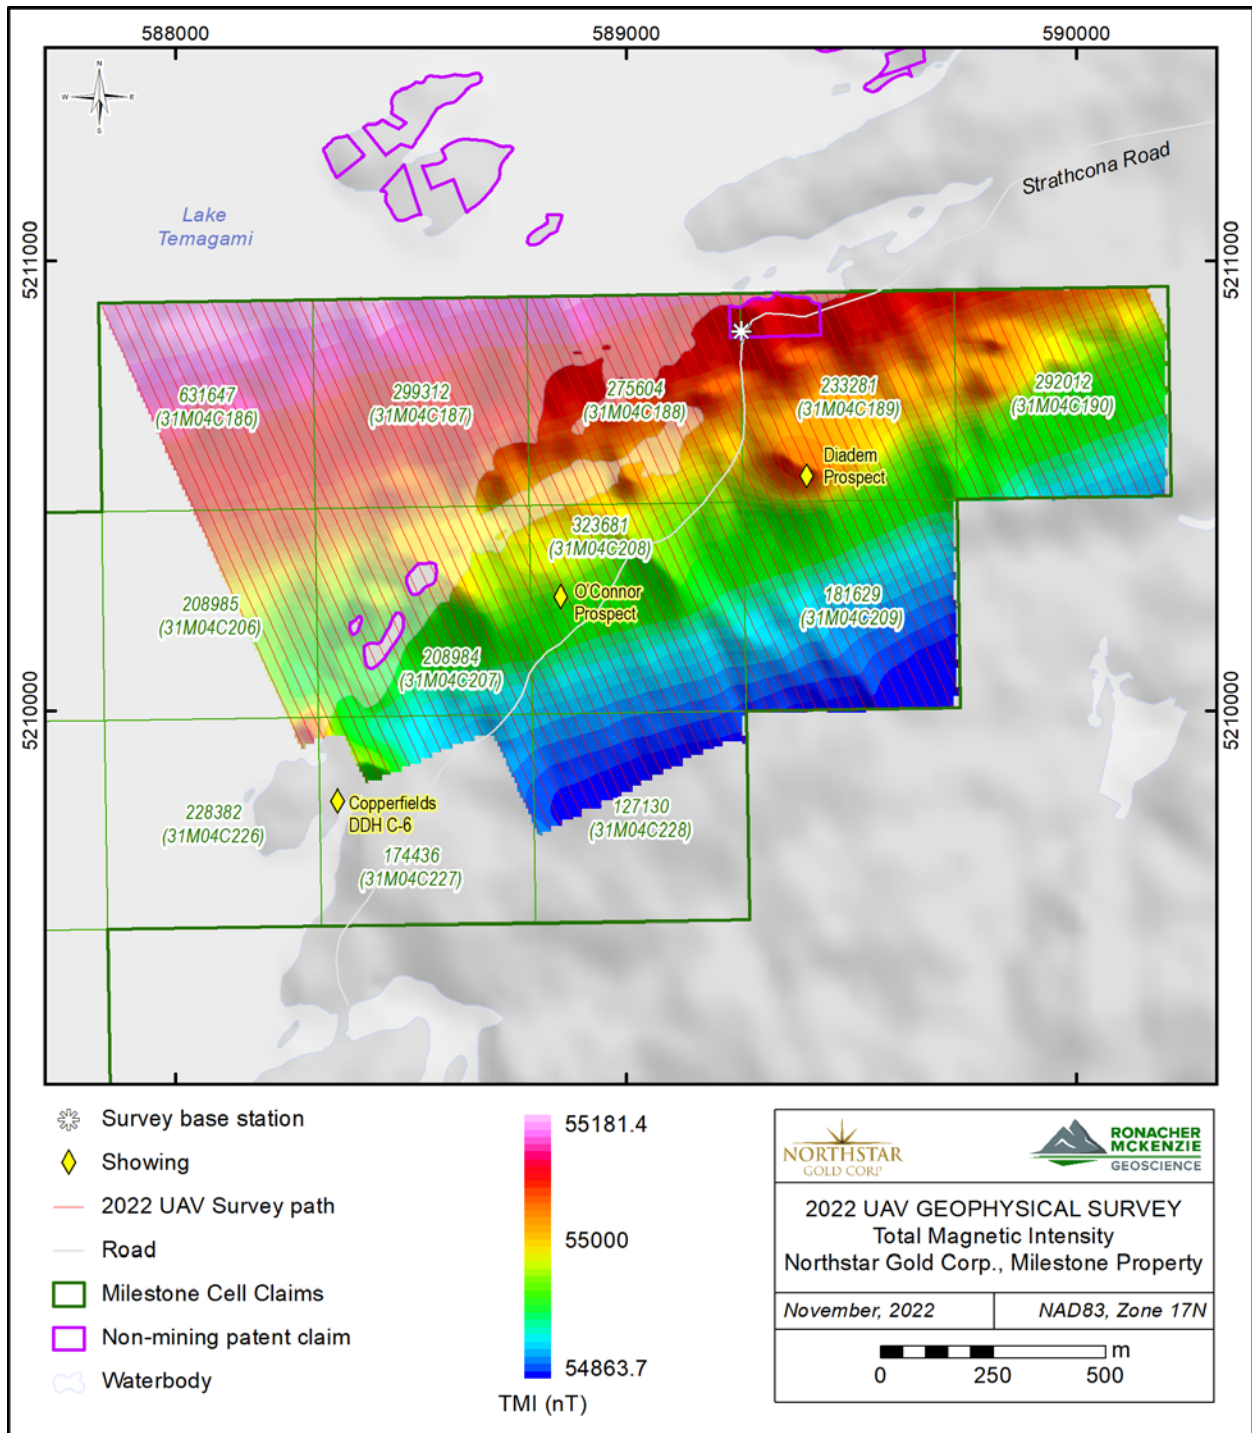 588000
589000
590000
N
W
E
S
Strathcona Road
Lake
Temagami
5211000
5211000
631647
(31M04C186)
299312
(31M04C187)
275604
(31M04C188)
233281
(31M04C189)
292012
(31M04C190)
Diadem
Prospect
323681
(31M04C208)
O'Connor
Prospect
181629
(31M04C209)
208985
(31M04C206)
208984
(31M04C207)
5210000
5210000
Copperfields
DDH C-6
228382
(31M04C226)
127130
(31M04C228)
174436
(31M04C227)
Survey base station
Showing
2022 UAV Survey path
Road
Milestone Cell Claims
Non-mining patent claim
Waterbody
55181.4
55000
54863.7
TMI (nT)
NORTHSTAR
GOLD CORP
RONACHER
MCKENZIE
GEOSCIENCE
2022 UAV GEOPHYSICAL SURVEY
Total Magnetic Intensity
Northstar Gold Corp., Milestone Property
November, 2022
NAD83, Zone 17N
m
0 250 500